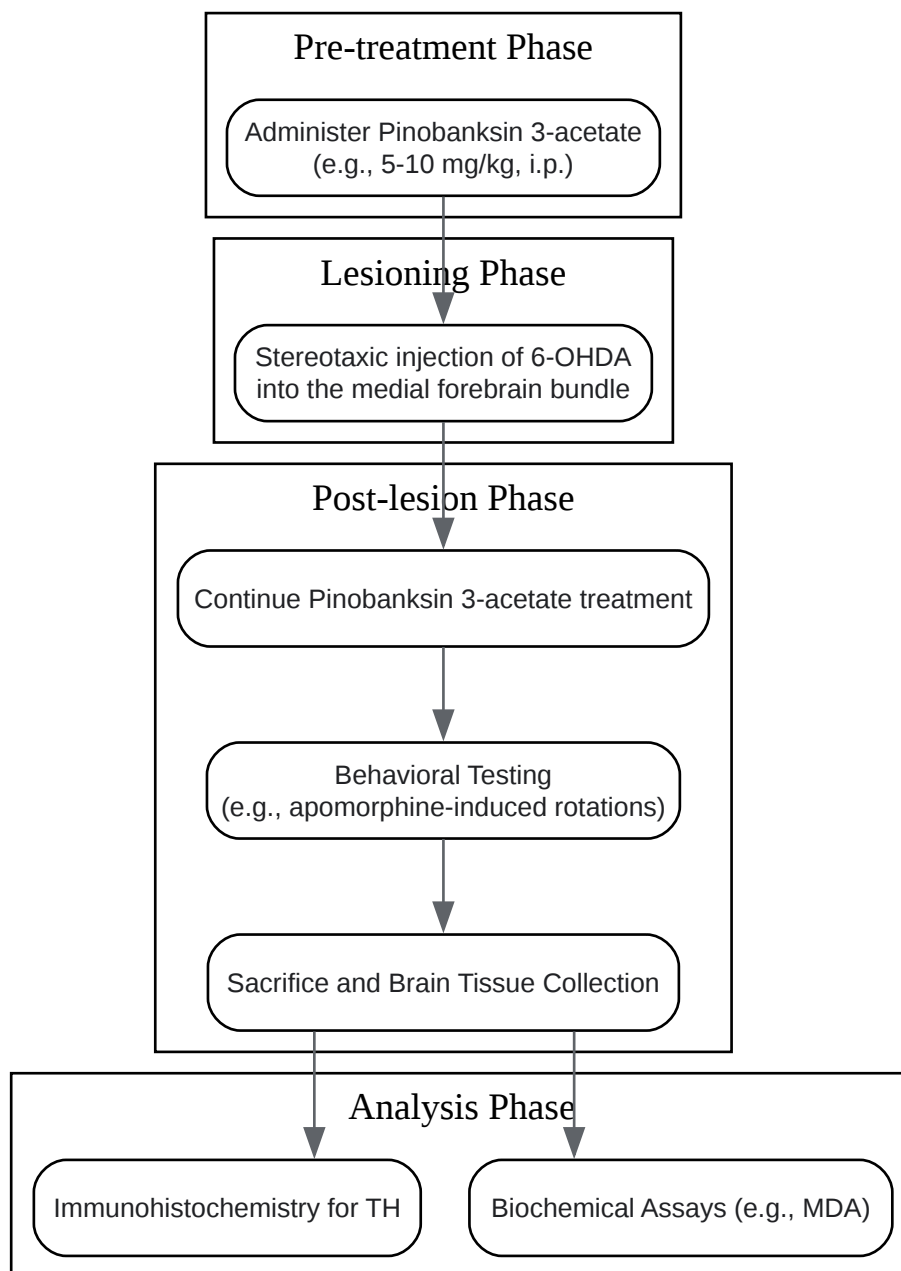 Pre-treatment Phase
Administer Pinobanksin 3-acetate
(e.g., 5-10 mg/kg, i.p.)
Lesioning Phase
Stereotaxic injection of 6-OHDA
into the medial forebrain bundle
Post-lesion Phase
Continue Pinobanksin 3-acetate treatment
Behavioral Testing
(e.g., apomorphine-induced rotations)
Sacrifice and Brain Tissue Collection
Analysis Phase
Immunohistochemistry for TH
Biochemical Assays (e.g., MDA)